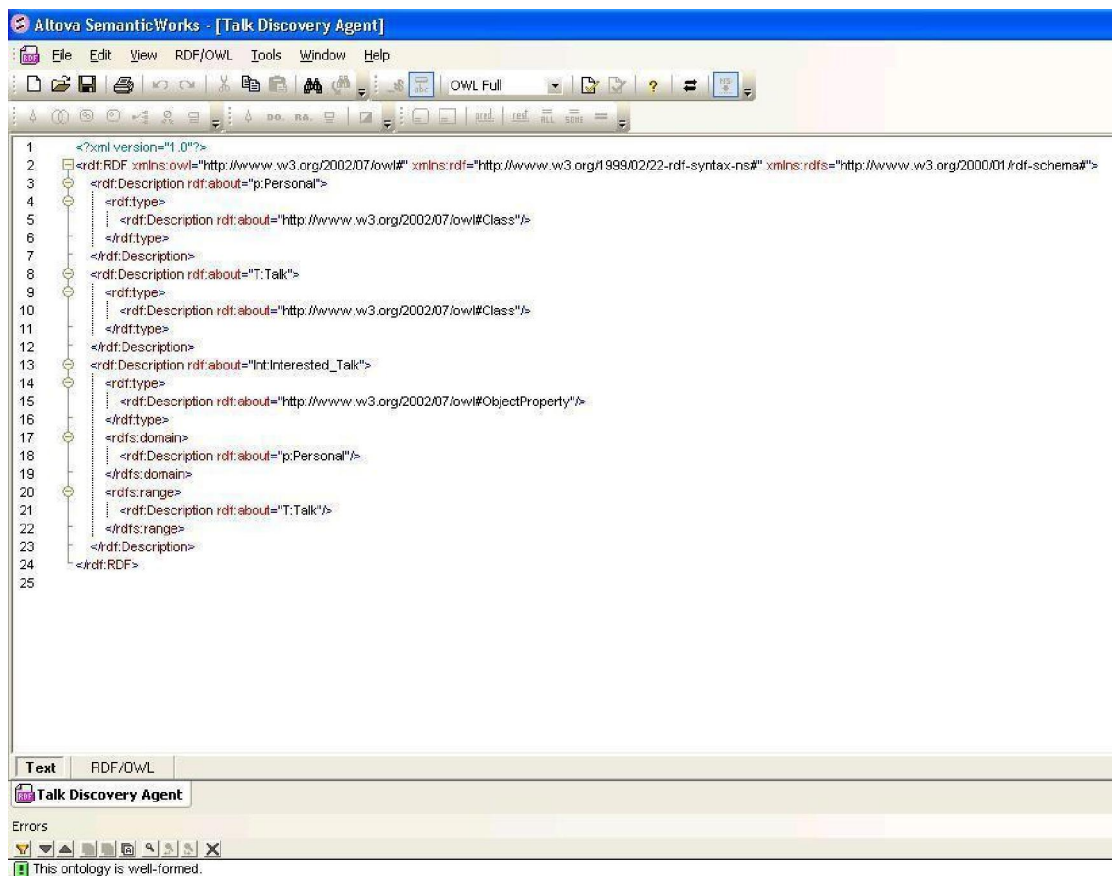 Altova SemanticWorks - [Talk Discovery Agent]
File Edit View RDF/OWL Tools Window Help
OWL Full
1 <?xml version="1.0"?>
2 <rdf:RDF xmlns:owl="http://www.w3.org/2002/07/owl#" xmlns:rdf="http://www.w3.org/1999/02/22-rdf-syntax-ns#" xmlns:rdfs="http://www.w3.org/2000/01/rdf-schema#">
3 <rdf:Description rdf:about="p:Personal">
4 <rdf:type>
5 <rdf:Description rdf:about="http://www.w3.org/2002/07/owl#Class"/>
6 </rdf:type>
7 </rdf:Description>
8 <rdf:Description rdf:about="T:Talk">
9 <rdf:type>
10 <rdf:Description rdf:about="http://www.w3.org/2002/07/owl#Class"/>
11 </rdf:type>
12 </rdf:Description>
13 <rdf:Description rdf:about="Int:Interested_Talk">
14 <rdf:type>
15 <rdf:Description rdf:about="http://www.w3.org/2002/07/owl#ObjectProperty"/>
16 </rdf:type>
17 <rdfs:domain>
18 <rdf:Description rdf:about="p:Personal"/>
19 </rdfs:domain>
20 <rdfs:range>
21 <rdf:Description rdf:about="T:Talk"/>
22 </rdfs:range>
23 </rdf:Description>
24 </rdf:RDF>
25
Text RDF/OWL
Talk Discovery Agent
Errors
This ontology is well-formed.